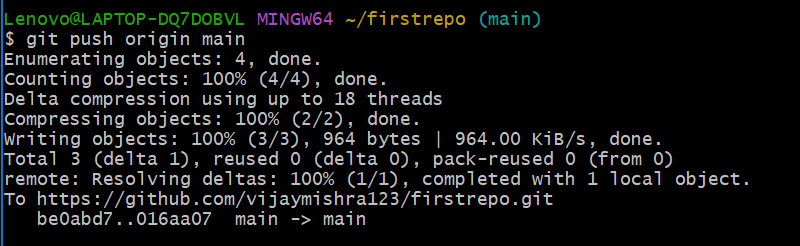 Lenovo@LAPTOP-DQ7DOBVL MINGW64 ~/firstrepo (main)
$ git push origin main
Enumerating objects: 4, done.
Counting objects: 100% (4/4), done.
Delta compression using up to 18 threads
Compressing objects: 100% (2/2), done.
Writing objects: 100% (3/3), 964 bytes | 964.00 KiB/s, done.
Total 3 (delta 1), reused 0 (delta 0), pack-reused 0 (from 0)
remote: Resolving deltas: 100% (1/1), completed with 1 local object.
To https://github.com/vijaymishra123/firstrepo.git
   be0abd7..016aa07  main -> main